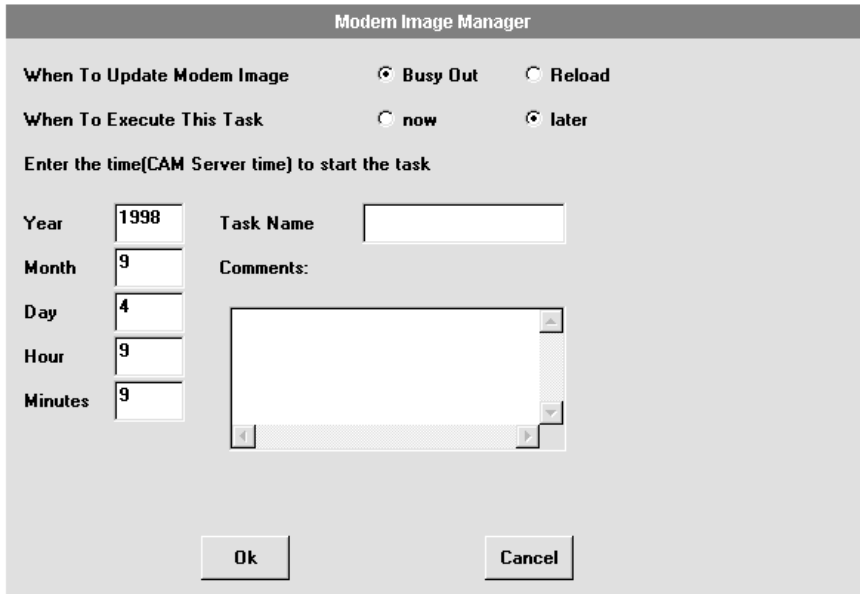 Modem Image Manager
When To Update Modem Image Busy Out Reload
When To Execute This Task now later
Enter the time(CAM Server time) to start the task
Year 1998 Task Name
Month 9 Comments:
Day 4
Hour 9
Minutes 9
Ok Cancel